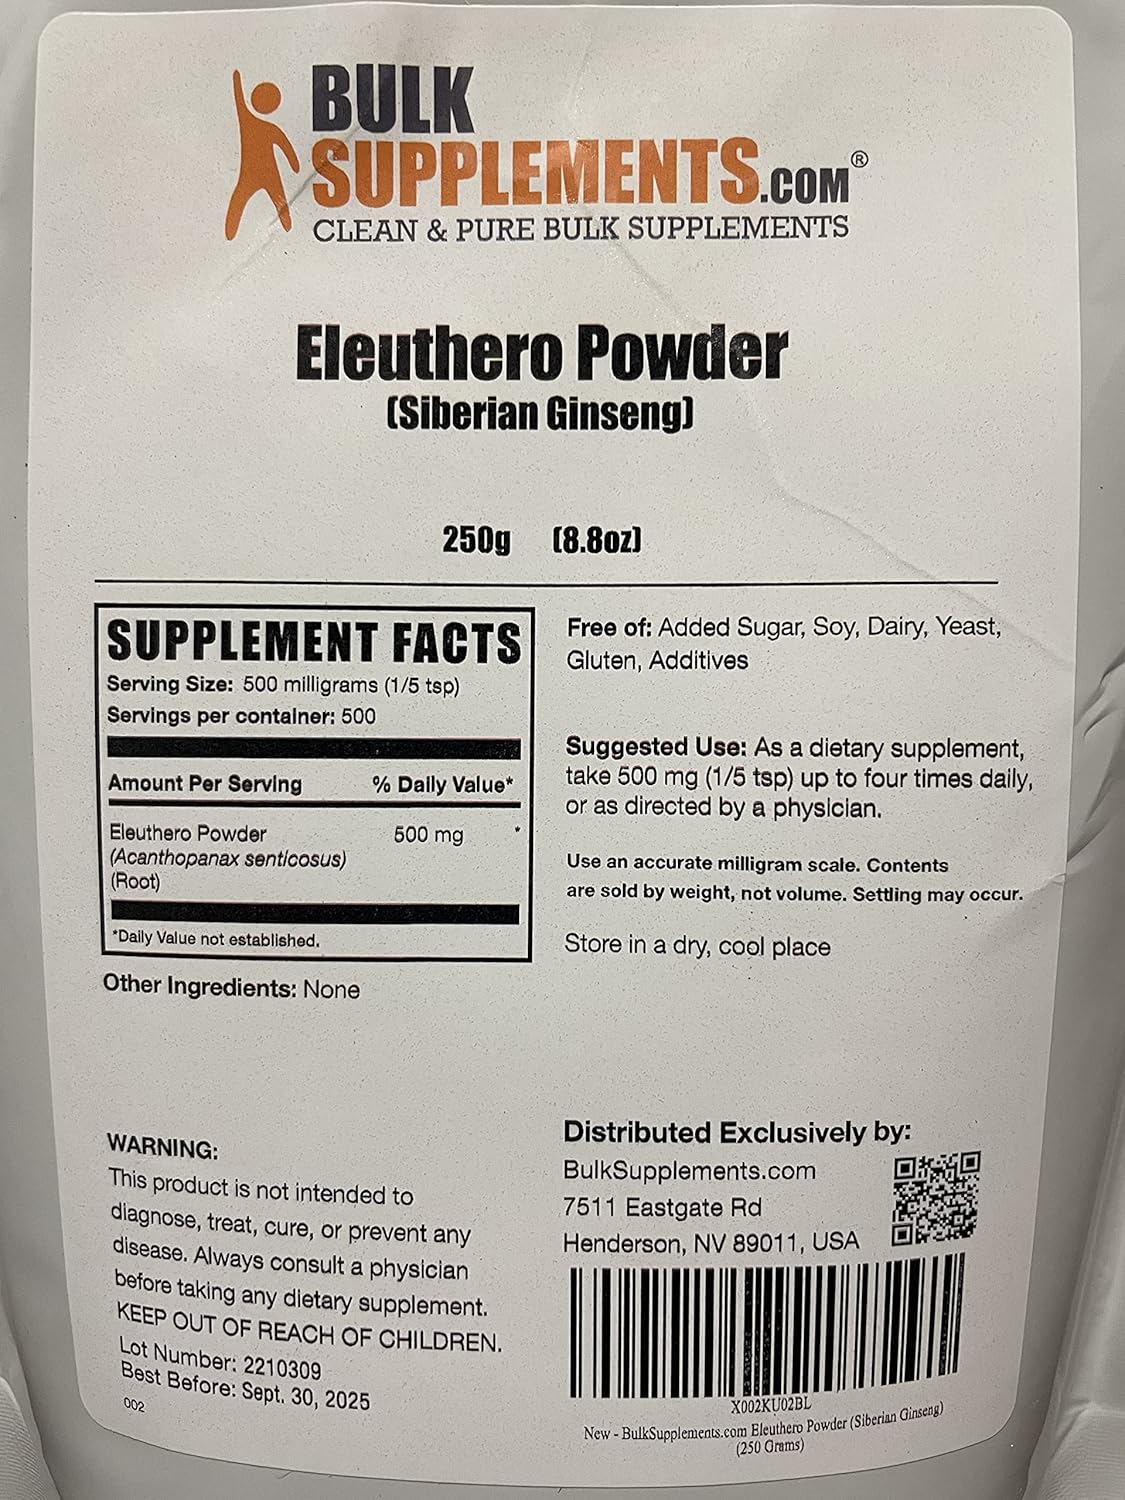 BULK
SUPPLEMENTS.COM®
CLEAN & PURE BULK SUPPLEMENTS
Eleuthero Powder
(Siberian Ginseng)
250g (8.8oz)
SUPPLEMENT FACTS
Serving Size: 500 milligrams (1/5 tsp)
Servings per container: 500
Amount Per Serving % Daily Value*
Eleuthero Powder 500 mg *
(Acanthopanax senticosus)
(Root)
*Daily Value not established.
Other Ingredients: None
Free of: Added Sugar, Soy, Dairy, Yeast,
Gluten, Additives
Suggested Use: As a dietary supplement,
take 500 mg (1/5 tsp) up to four times daily,
or as directed by a physician.
Use an accurate milligram scale. Contents
are sold by weight, not volume. Settling may occur.
Store in a dry, cool place
WARNING:
This product is not intended to
diagnose, treat, cure, or prevent any
disease. Always consult a physician
before taking any dietary supplement.
KEEP OUT OF REACH OF CHILDREN.
Lot Number: 2210309
Best Before: Sept. 30, 2025
002
Distributed Exclusively by:
BulkSupplements.com
7511 Eastgate Rd
Henderson, NV 89011, USA
X002KU02BL
New - BulkSupplements.com Eleuthero Powder (Siberian Ginseng)
(250 Grams)